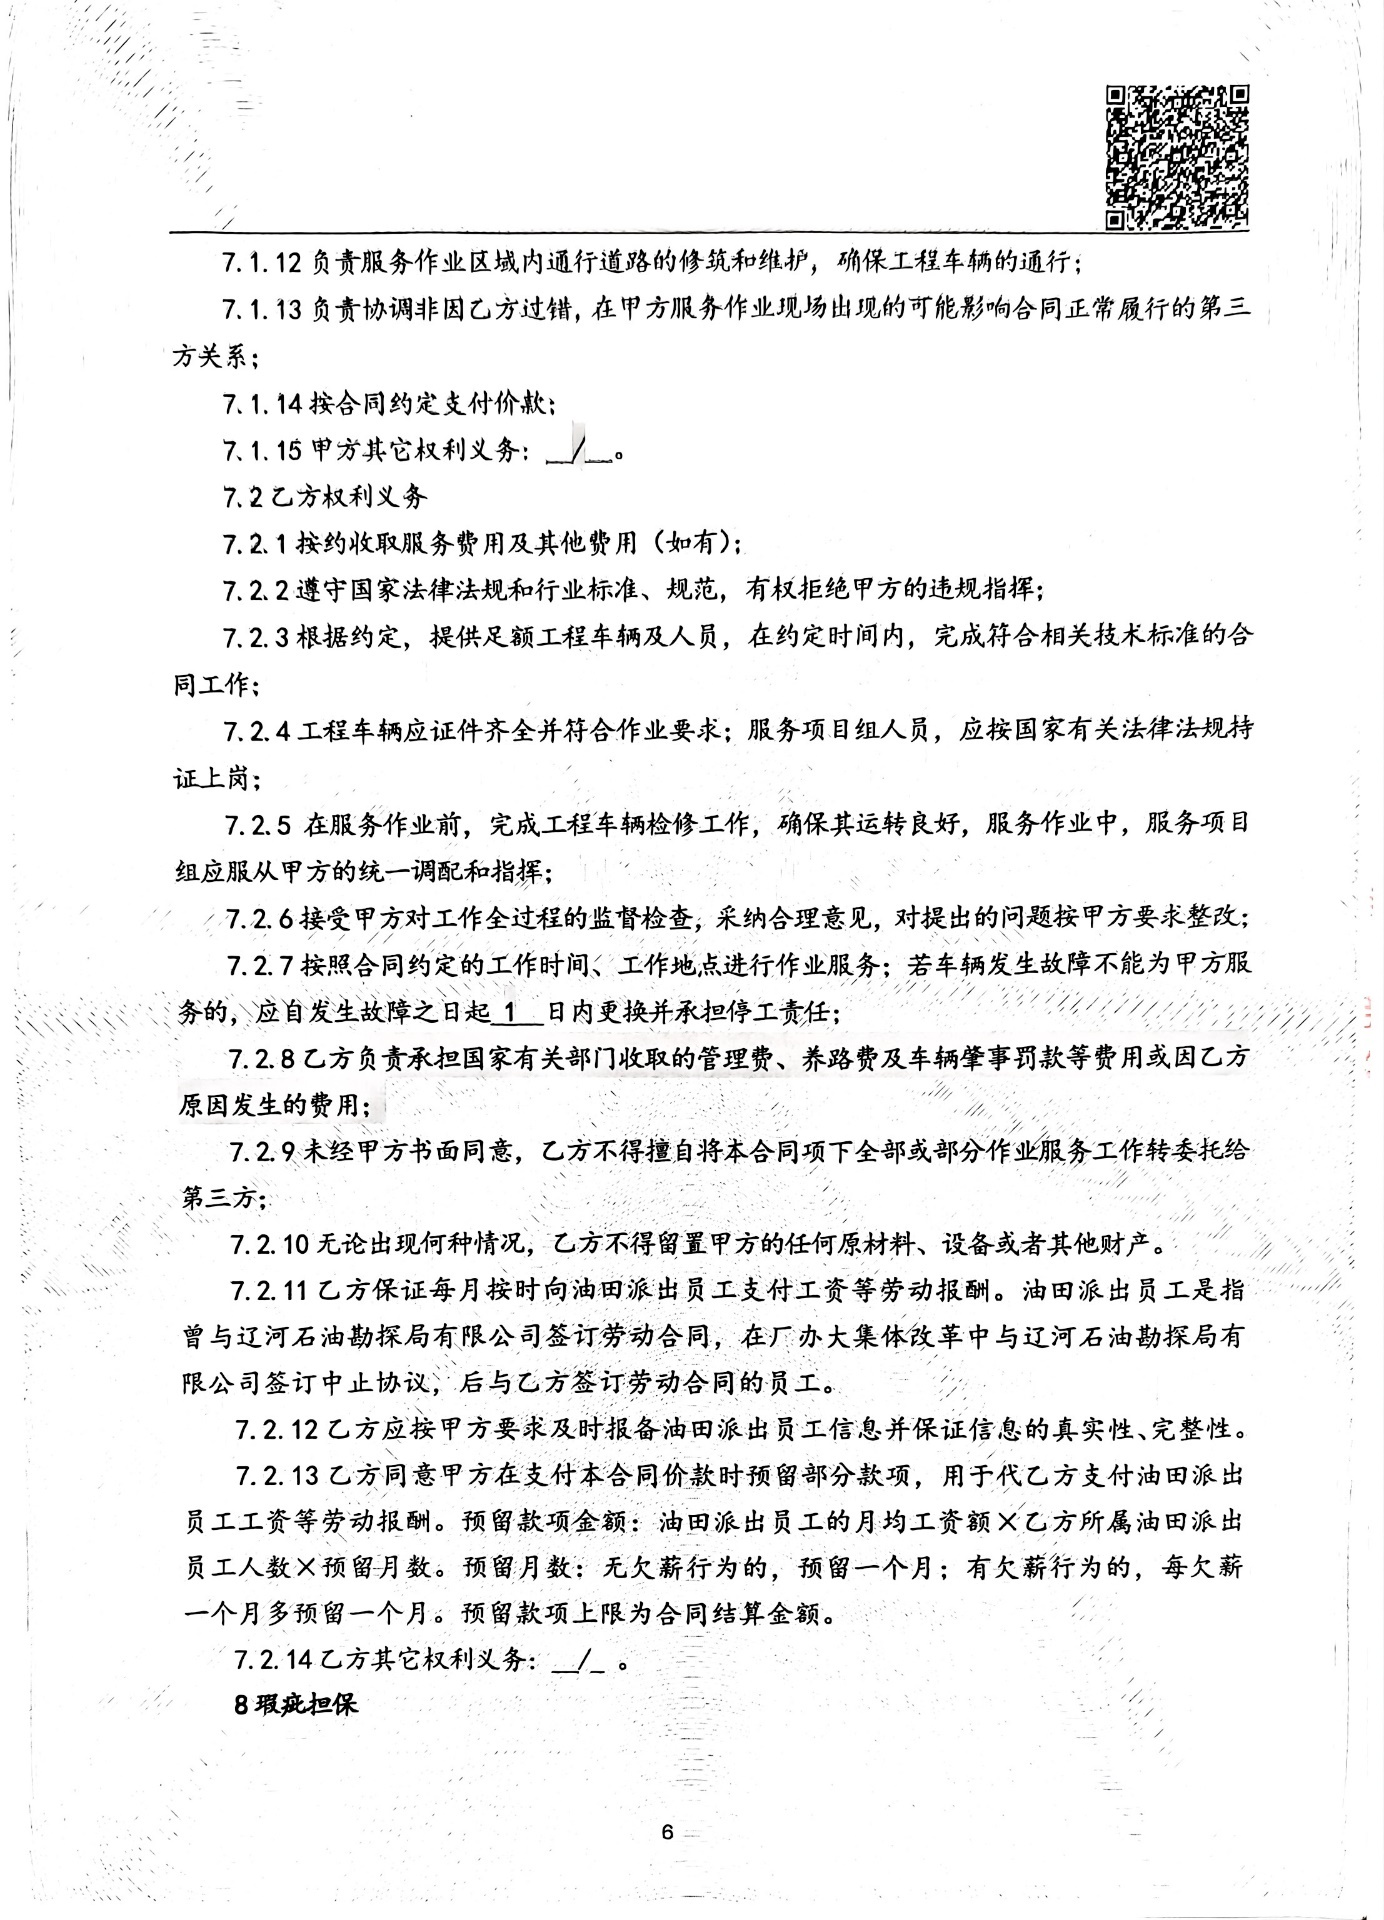 7.1.12 负责服务作业区域内通行道路的修筑和维护，确保工程车辆的通行；
7.1.13 负责协调非因乙方过错，在甲方服务作业现场出现的可能影响合同正常履行的第三
方关系；
7.1.14 按合同约定支付价款；
7.1.15 甲方其它权利义务：__/__。
7.2 乙方权利义务
7.2.1 按约收取服务费用及其他费用（如有）；
7.2.2 遵守国家法律法规和行业标准、规范，有权拒绝甲方的违规指挥；
7.2.3 根据约定，提供足额工程车辆及人员，在约定时间内，完成符合相关技术标准的合
同工作；
7.2.4 工程车辆应证件齐全并符合作业要求；服务项目组人员，应按国家有关法律法规持
证上岗；
7.2.5 在服务作业前，完成工程车辆检修工作，确保其运转良好，服务作业中，服务项目
组应服从甲方的统一调配和指挥；
7.2.6 接受甲方对工作全过程的监督检查，采纳合理意见，对提出的问题按甲方要求整改；
7.2.7 按照合同约定的工作时间、工作地点进行作业服务；若车辆发生故障不能为甲方服
务的，应自发生故障之日起 1 日内更换并承担停工责任；
7.2.8 乙方负责承担国家有关部门收取的管理费、养路费及车辆肇事罚款等费用或因乙方
原因发生的费用；
7.2.9 未经甲方书面同意，乙方不得擅自将本合同项下全部或部分作业服务工作转委托给
第三方；
7.2.10 无论出现何种情况，乙方不得留置甲方的任何原材料、设备或者其他财产。
7.2.11 乙方保证每月按时向油田派出员工支付工资等劳动报酬。油田派出员工是指
曾与辽河石油勘探局有限公司签订劳动合同，在厂办大集体改革中与辽河石油勘探局有
限公司签订中止协议，后与乙方签订劳动合同的员工。
7.2.12 乙方应按甲方要求及时报备油田派出员工信息并保证信息的真实性、完整性。
7.2.13 乙方同意甲方在支付本合同价款时预留部分款项，用于代乙方支付油田派出
员工工资等劳动报酬。预留款项金额：油田派出员工的月均工资额×乙方所属油田派出
员工人数×预留月数。预留月数：无欠薪行为的，预留一个月；有欠薪行为的，每欠薪
一个月多预留一个月。预留款项上限为合同结算金额。
7.2.14 乙方其它权利义务：__/_ 。
8 瑕疵担保
6